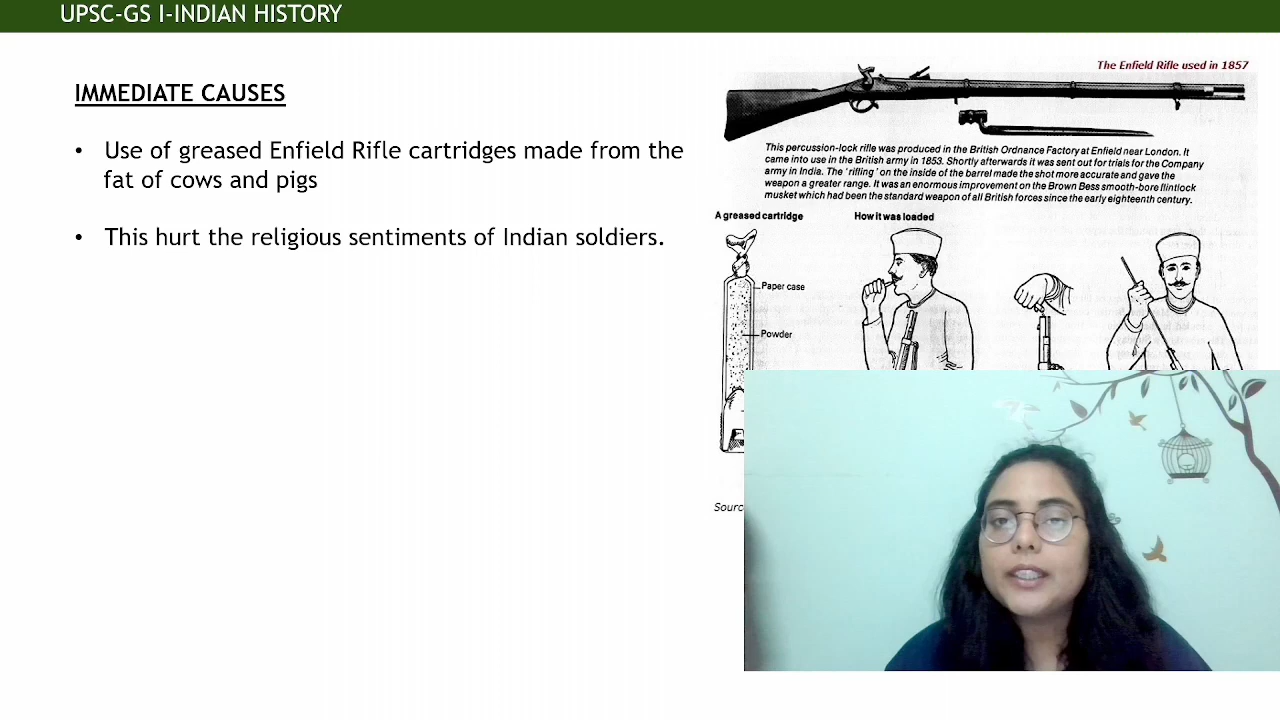 UPSC-GS I-INDIAN HISTORY
IMMEDIATE CAUSES
• Use of greased Enfield Rifle cartridges made from the
fat of cows and pigs
• This hurt the religious sentiments of Indian soldiers.
The Enfield Rifle used in 1857
This percussion-lock rifle was produced in the British Ordnance Factory at Enfield near London. It
came into use in the British army in 1853. Shortly afterwards it was sent out for trials for the Company
army in India. The 'rifling' on the inside of the barrel made the shot more accurate and gave the
weapon a greater range. It was an enormous improvement on the Brown Bess smooth-bore flintlock
musket which had been the standard weapon of all British forces since the early eighteenth century.
A greased cartridge
How it was loaded
Paper case
Powder